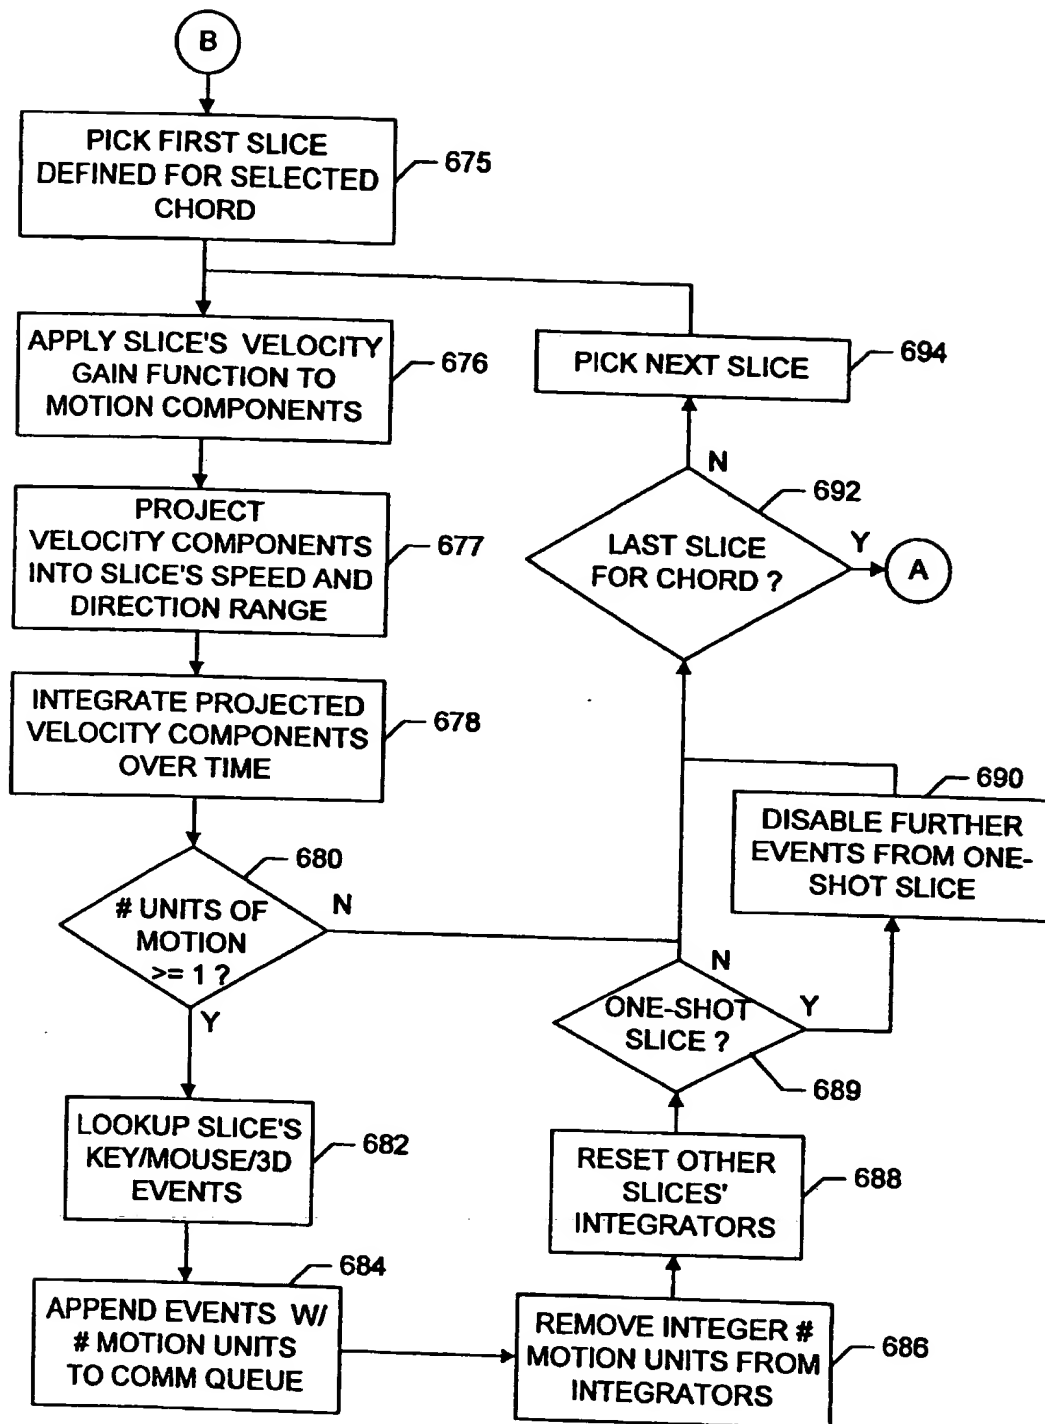 B
PICK FIRST SLICE
DEFINED FOR SELECTED
CHORD
675
APPLY SLICE'S VELOCITY
GAIN FUNCTION TO
MOTION COMPONENTS
676
PROJECT
VELOCITY COMPONENTS
INTO SLICE'S SPEED AND
DIRECTION RANGE
677
INTEGRATE PROJECTED
VELOCITY COMPONENTS
OVER TIME
678
# UNITS OF
MOTION
>= 1 ?
680
N
Y
LOOKUP SLICE'S
KEY/MOUSE/3D
EVENTS
682
APPEND EVENTS W/
# MOTION UNITS
TO COMM QUEUE
684
REMOVE INTEGER #
MOTION UNITS FROM
INTEGRATORS
686
RESET OTHER
SLICES'
INTEGRATORS
688
ONE-SHOT
SLICE ?
689
N
Y
DISABLE FURTHER
EVENTS FROM ONE-
SHOT SLICE
690
LAST SLICE
FOR CHORD ?
692
N
Y
A
PICK NEXT SLICE
694